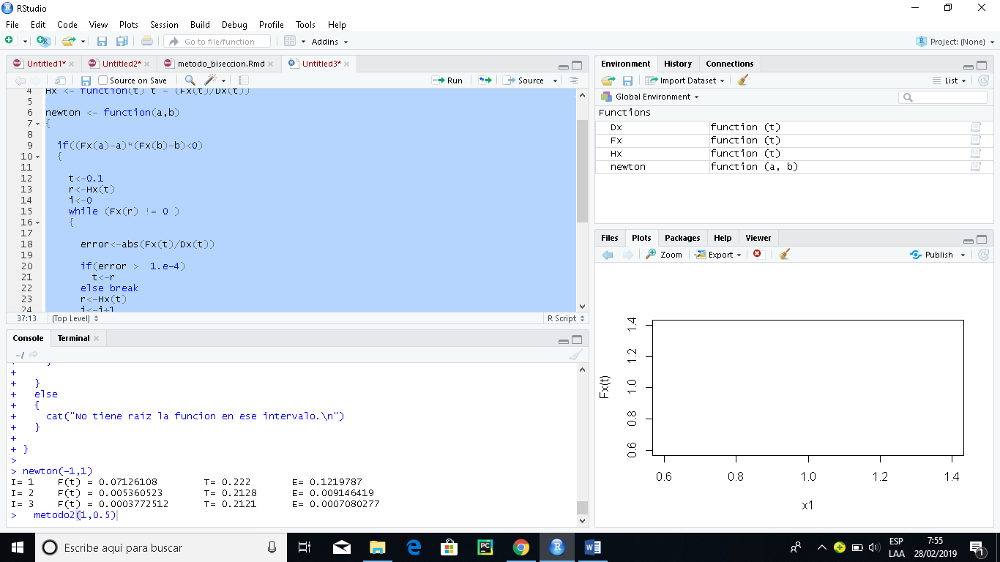 RStudio
File Edit Code View Plots Session Build Debug Profile Tools Help
Go to file/function Addins Project: (None)
Untitled1* Untitled2* metodo_biseccion.Rmd Untitled3*
Source on Save Run Source
4 Hx <- function(t) t - (Fx(t)/Dx(t))
5
6 newton <- function(a,b)
7 {
8
9 if((Fx(a)-a)*(Fx(b)-b)<0)
10 {
11
12 t<-0.1
13 r<-Hx(t)
14 i<-0
15 while (Fx(r) != 0 )
16 {
17
18 error<-abs(Fx(t)/Dx(t))
19
20 if(error > 1.e-4)
21 t<-r
22 else break
23 r<-Hx(t)
24 i<-i+1
37:13 (Top Level) R Script
Console Terminal
~/
+ }
+
+ }
+ else
+ {
+ cat("No tiene raíz la funcion en ese intervalo.\n")
+ }
+
+ }
>
> newton(-1,1)
I= 1 F(t) = 0.07126108 T= 0.222 E= 0.1219787
I= 2 F(t) = 0.005360523 T= 0.2128 E= 0.009146419
I= 3 F(t) = 0.0003772512 T= 0.2121 E= 0.0007080277
> metodo2(1,0.5)
Environment History Connections
Import Dataset List
Global Environment
Functions
Dx function (t)
Fx function (t)
Hx function (t)
newton function (a, b)
Files Plots Packages Help Viewer
Zoom Export Publish
Fx(t)
1.4
1.2
1.0
0.8
0.6
0.6 0.8 1.0 1.2 1.4
x1
Escribe aquí para buscar
ESP
LAA
7:55
28/02/2019
1